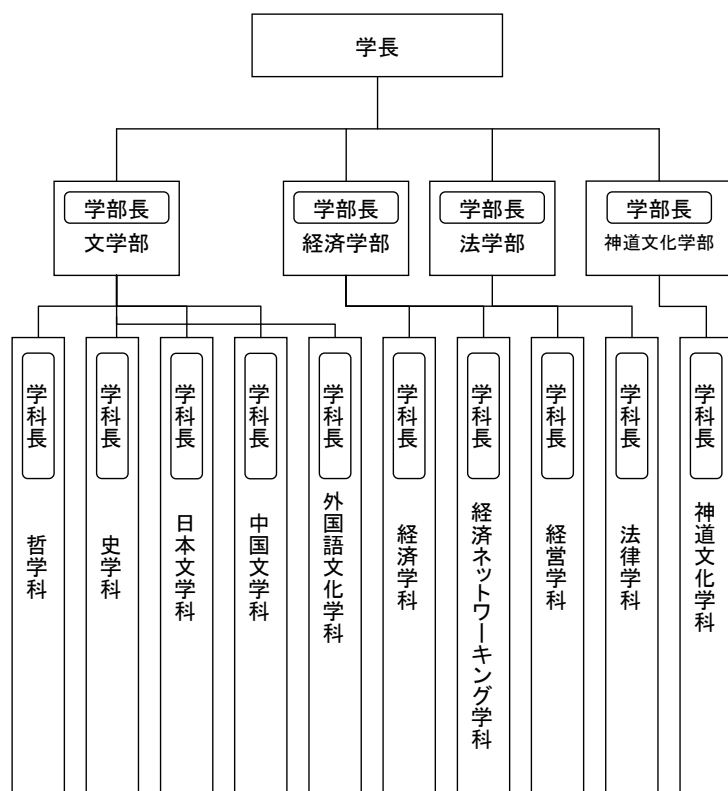 学長
学部長
文学部
学部長
経済学部
学部長
法学部
学部長
神道文化学部
学科長
哲学科
学科長
史学科
学科長
日本文学科
学科長
中国文学科
学科長
外国語文化学科
学科長
経済学科
学科長
経済ネットワーキング学科
学科長
経営学科
学科長
法律学科
学科長
神道文化学科